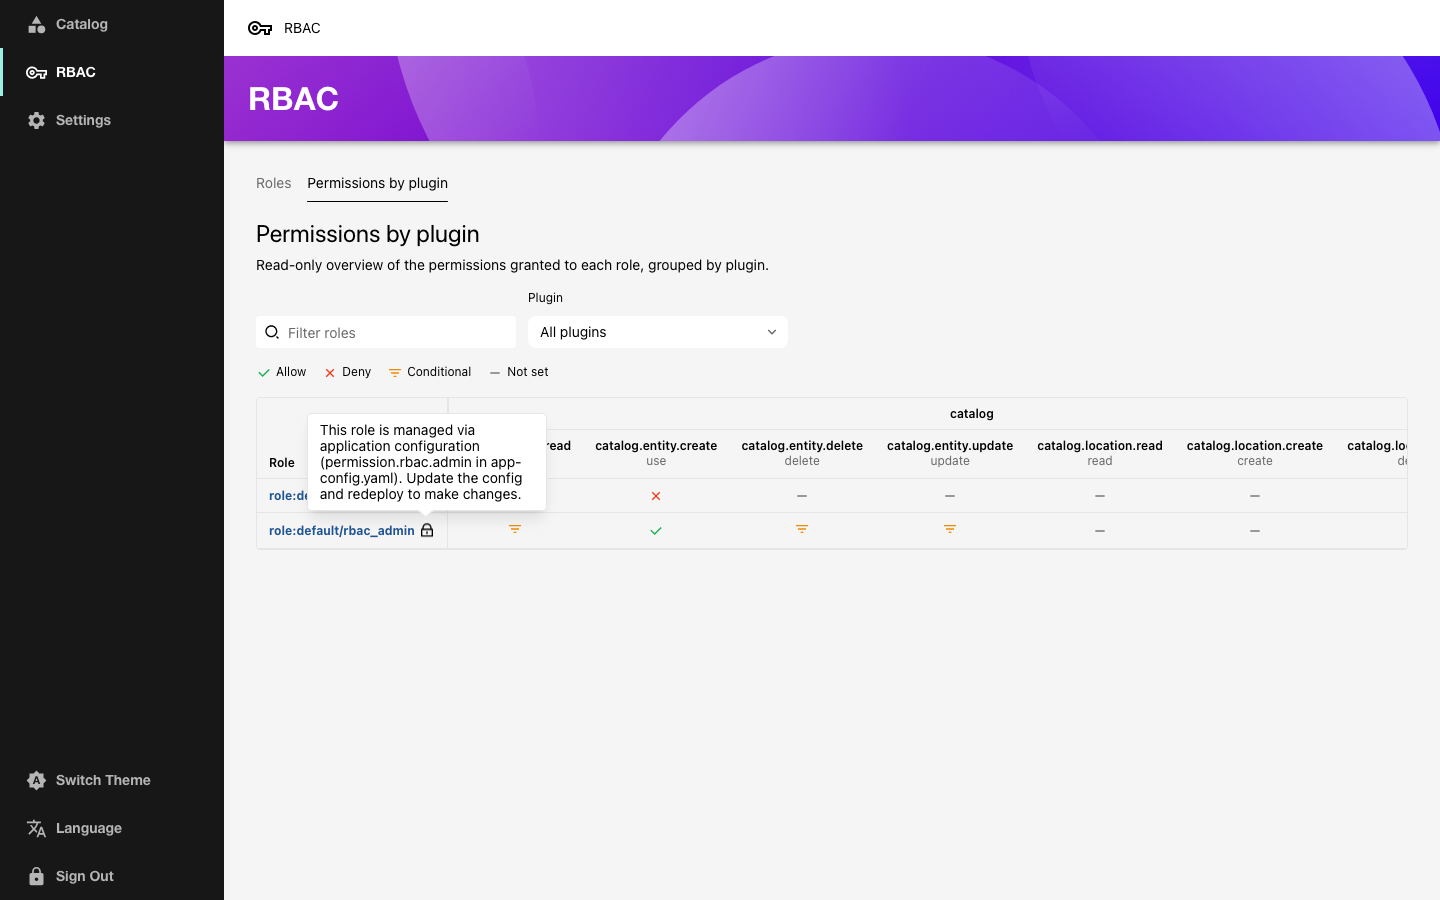 Catalog
RBAC
Settings
Switch Theme
Language
Sign Out
RBAC
RBAC
Roles
Permissions by plugin
Permissions by plugin
Read-only overview of the permissions granted to each role, grouped by plugin.
Plugin
Filter roles
All plugins
Allow
Deny
Conditional
Not set
catalog
This role is managed via
application configuration
(permission.rbac.admin in app-
config.yaml). Update the config
and redeploy to make changes.
Role
read
catalog.entity.create
use
catalog.entity.delete
delete
catalog.entity.update
update
catalog.location.read
read
catalog.location.create
create
role:default/rbac_admin